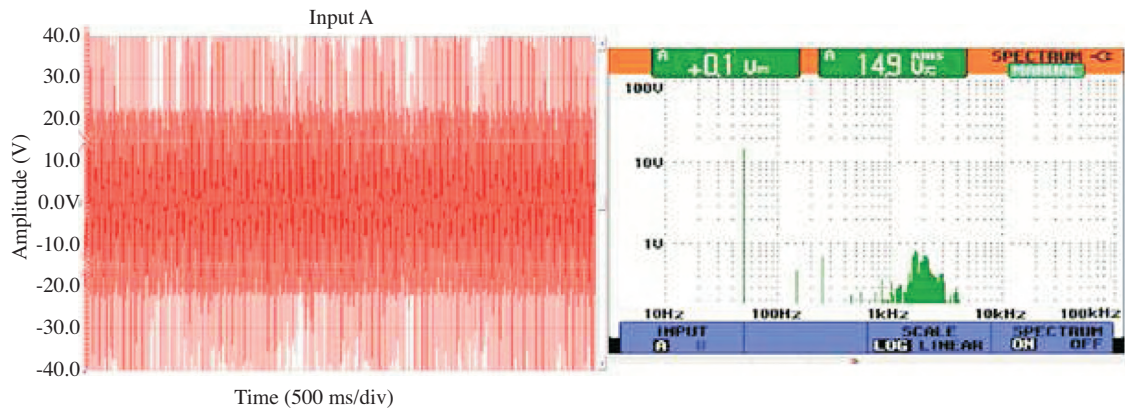 Input A
Amplitude (V)
40.0
30.0
20.0
10.0
0.0V
-10.0
-20.0
-30.0
-40.0
Time (500 ms/div)
A +0.1 V
A 14.9 V
SPECTRUM
MANUAL
100V
10V
1V
10Hz 100Hz 1kHz 10kHz 100kHz
INPUT SCALE SPECTRUM
A LOG LINEAR ON OFF